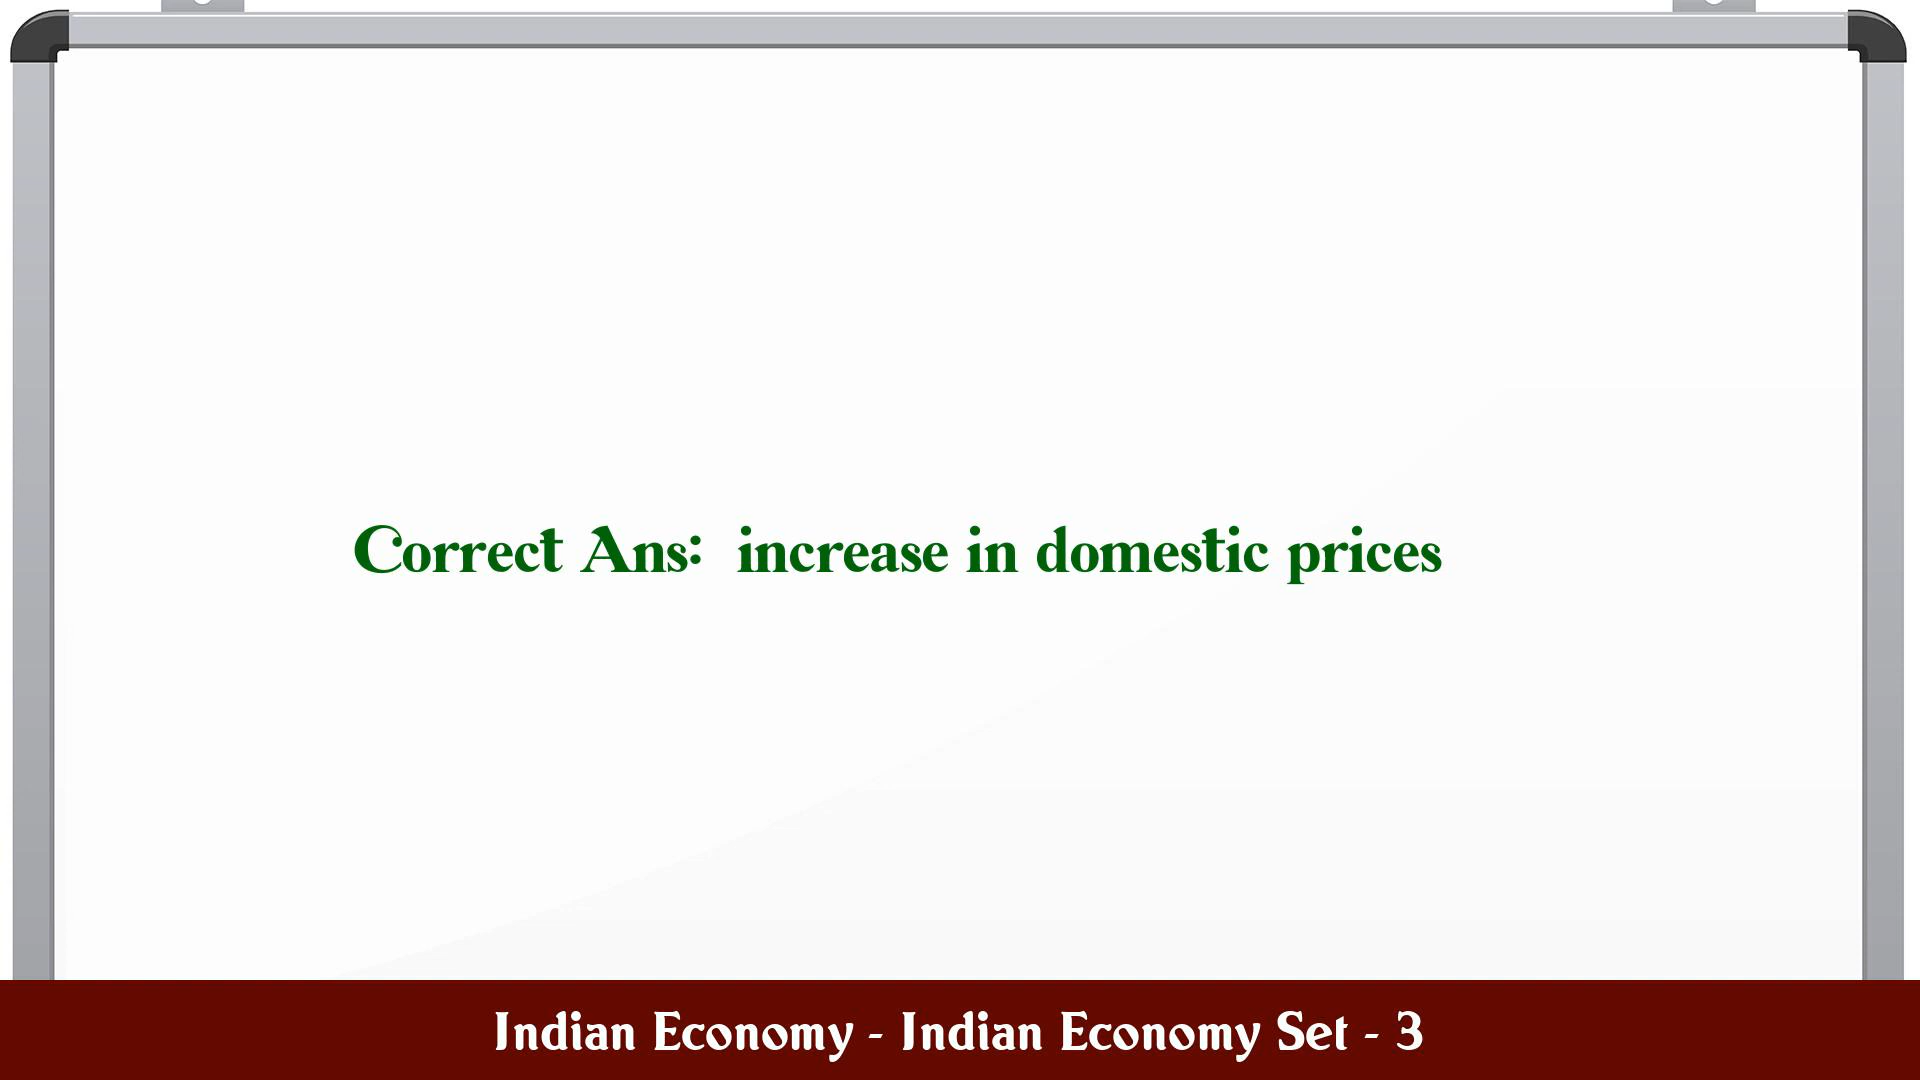 Correct Ans: increase in domestic prices
Indian Economy - Indian Economy Set - 3